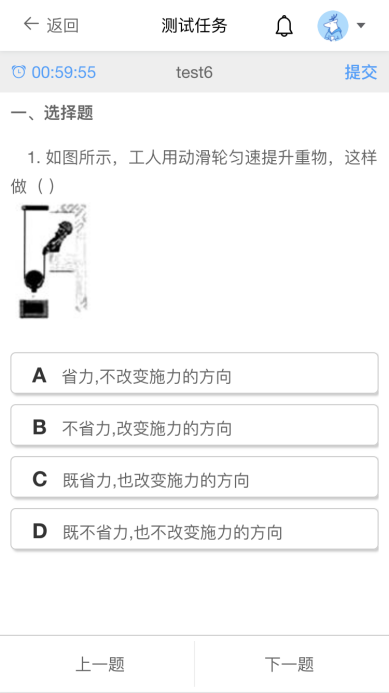 返回 测试任务
00:59:55 test6 提交
一、选择题
1. 如图所示，工人用动滑轮匀速提升重物，这样
做（ ）
A 省力,不改变施力的方向
B 不省力,改变施力的方向
C 既省力,也改变施力的方向
D 既不省力,也不改变施力的方向
上一题 下一题